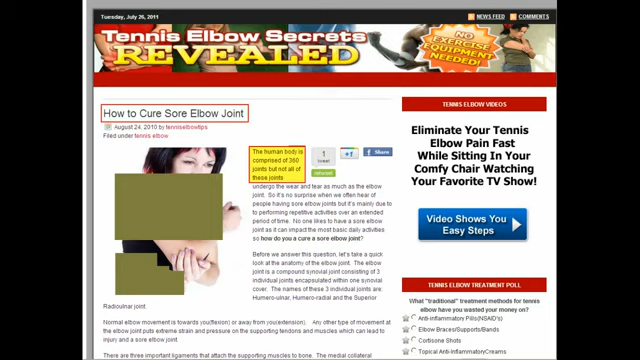 Tuesday, July 26, 2011
NEWS FEED
COMMENTS
Tennis Elbow Secrets
REVEALED
NO
EXERCISE
EQUIPMENT
NEEDED!
How to Cure Sore Elbow Joint
August 24, 2010 by tenniselbowtips
Filed under tennis elbow
The human body is
comprised of 360
joints but not all of
these joints
undergo the wear and tear as much as the elbow
joint. So it's no surprise when we often hear of
people having sore elbow joints but it's mainly due to
to performing repetitive activities over an extended
period of time. No one likes to have a sore elbow
joint as it can impact the most basic daily activities
so how do you cure a sore elbow joint?
1
tweet
retweet
+1
Share
Before we answer this question, let's take a quick
look at the anatomy of the elbow joint. The elbow
joint is a compound synovial joint consisting of 3
individual joints encapsulated within one synovial
cover. The names of these 3 individual joints are:
Humero-ulnar, Humero-radial and the Superior
Radioulnar joint.
Normal elbow movement is towards you(flexion) or away from you(extension). Any other type of movement at
the elbow joint puts extreme strain and pressure on the supporting tendons and muscles which can lead to
injury and a sore elbow joint.
There are three important ligaments that attach the supporting muscles to bone. The medial collateral
TENNIS ELBOW VIDEOS
Eliminate Your Tennis
Elbow Pain Fast
While Sitting In Your
Comfy Chair Watching
Your Favorite TV Show!
Video Shows You
Easy Steps
TENNIS ELBOW TREATMENT POLL
What "traditional" treatment methods for tennis
elbow have you wasted your money on?
Anti-inflammatory Pills(NSAID's)
Elbow Braces/Supports/Bands
Cortisone Shots
Topical Anti-Inflammatory Creams